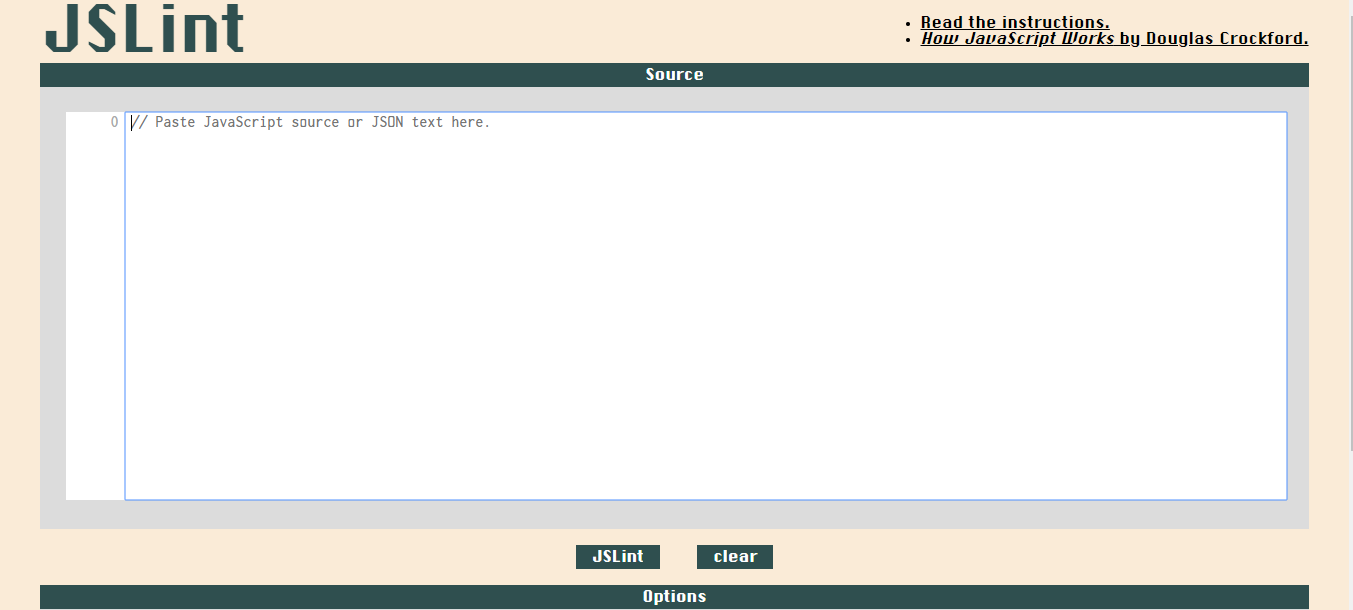 JSLint
Read the instructions.
How JavaScript Works by Douglas Crockford.
Source
0
// Paste JavaScript source or JSON text here.
JSLint
clear
Options